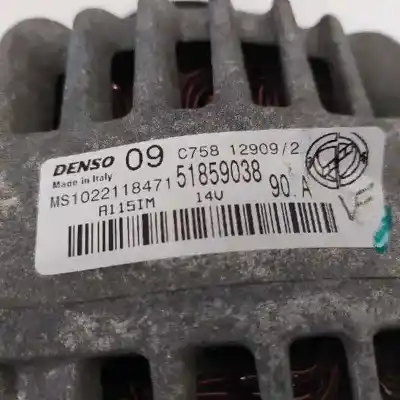 DENSO 09 C758 12909/2
Made in Italy
MS1022118471 51859038
A115IM 14V 90.A